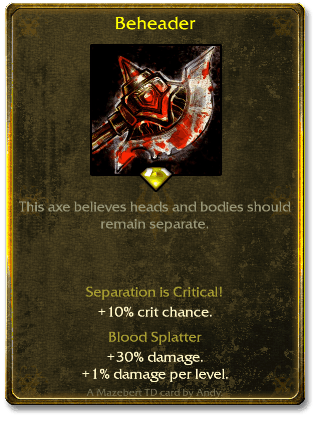 Beheader
This axe believes heads and bodies should
remain separate.
Separation is Critical!
+10% crit chance.
Blood Splatter
+30% damage.
+1% damage per level.
A Mazebert TD card by Andy.